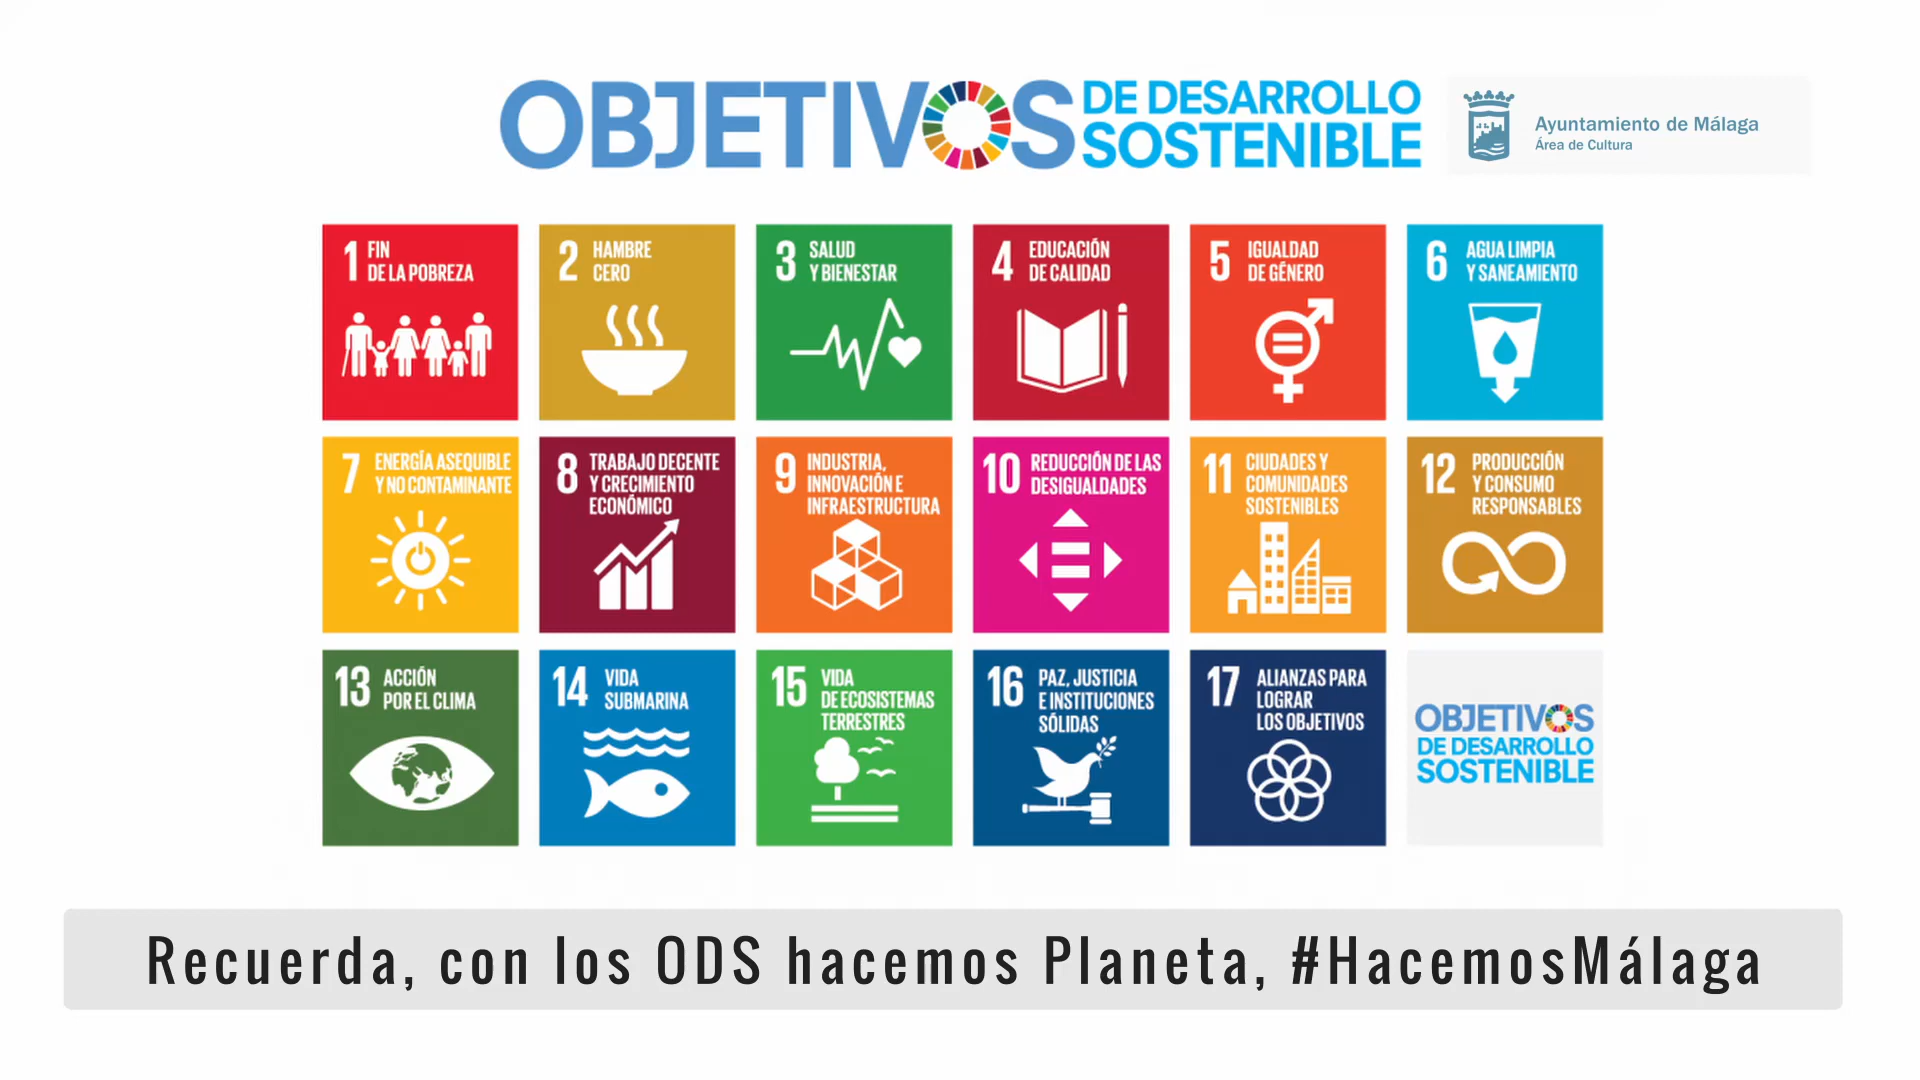 OBJETIVOS DE DESARROLLO
SOSTENIBLE
Ayuntamiento de Málaga
Área de Cultura
1 FIN
DE LA POBREZA
2 HAMBRE
CERO
3 SALUD
Y BIENESTAR
4 EDUCACIÓN
DE CALIDAD
5 IGUALDAD
DE GÉNERO
6 AGUA LIMPIA
Y SANEAMIENTO
7 ENERGÍA ASEQUIBLE
Y NO CONTAMINANTE
8 TRABAJO DECENTE
Y CRECIMIENTO
ECONÓMICO
9 INDUSTRIA,
INNOVACIÓN E
INFRAESTRUCTURA
10 REDUCCIÓN DE LAS
DESIGUALDADES
11 CIUDADES Y
COMUNIDADES
SOSTENIBLES
12 PRODUCCIÓN
Y CONSUMO
RESPONSABLES
13 ACCIÓN
POR EL CLIMA
14 VIDA
SUBMARINA
15 VIDA
DE ECOSISTEMAS
TERRESTRES
16 PAZ, JUSTICIA
E INSTITUCIONES
SÓLIDAS
17 ALIANZAS PARA
LOGRAR
LOS OBJETIVOS
OBJETIVOS
DE DESARROLLO
SOSTENIBLE
Recuerda, con los ODS hacemos Planeta, #HacemosMálaga